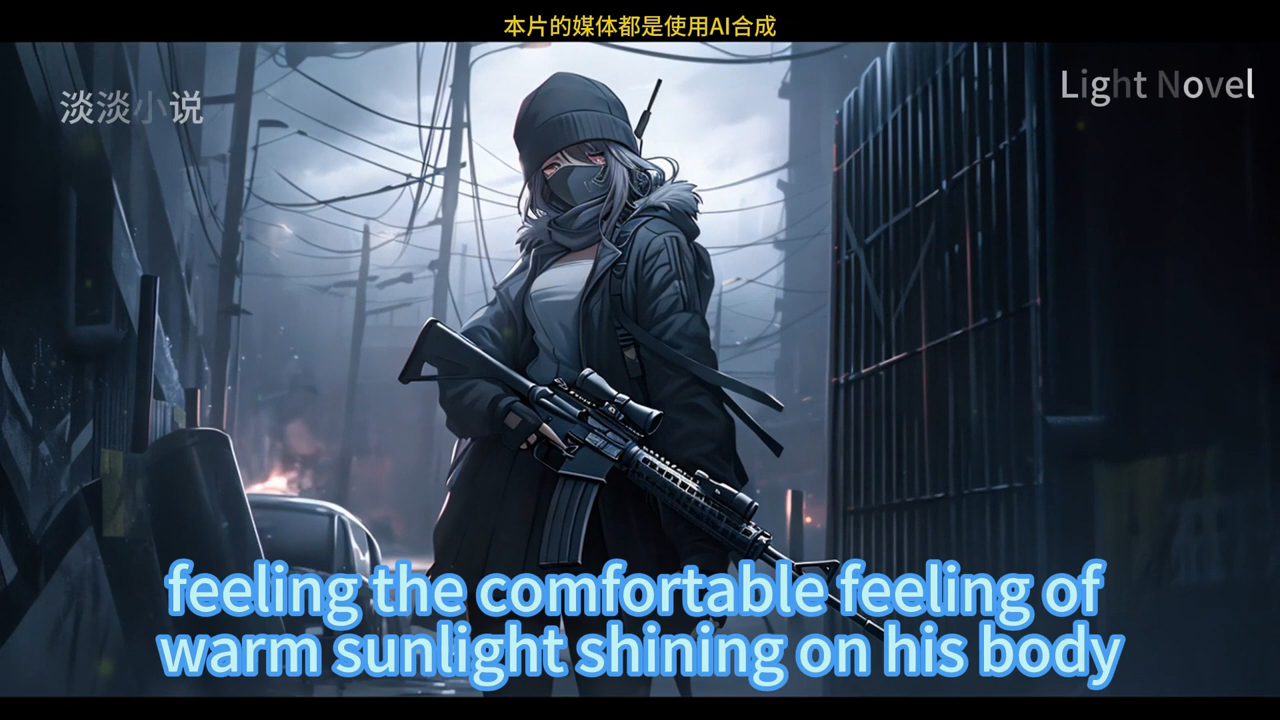 本片的媒体都是使用AI合成
淡淡小说
Light Novel
feeling the comfortable feeling of
warm sunlight shining on his body